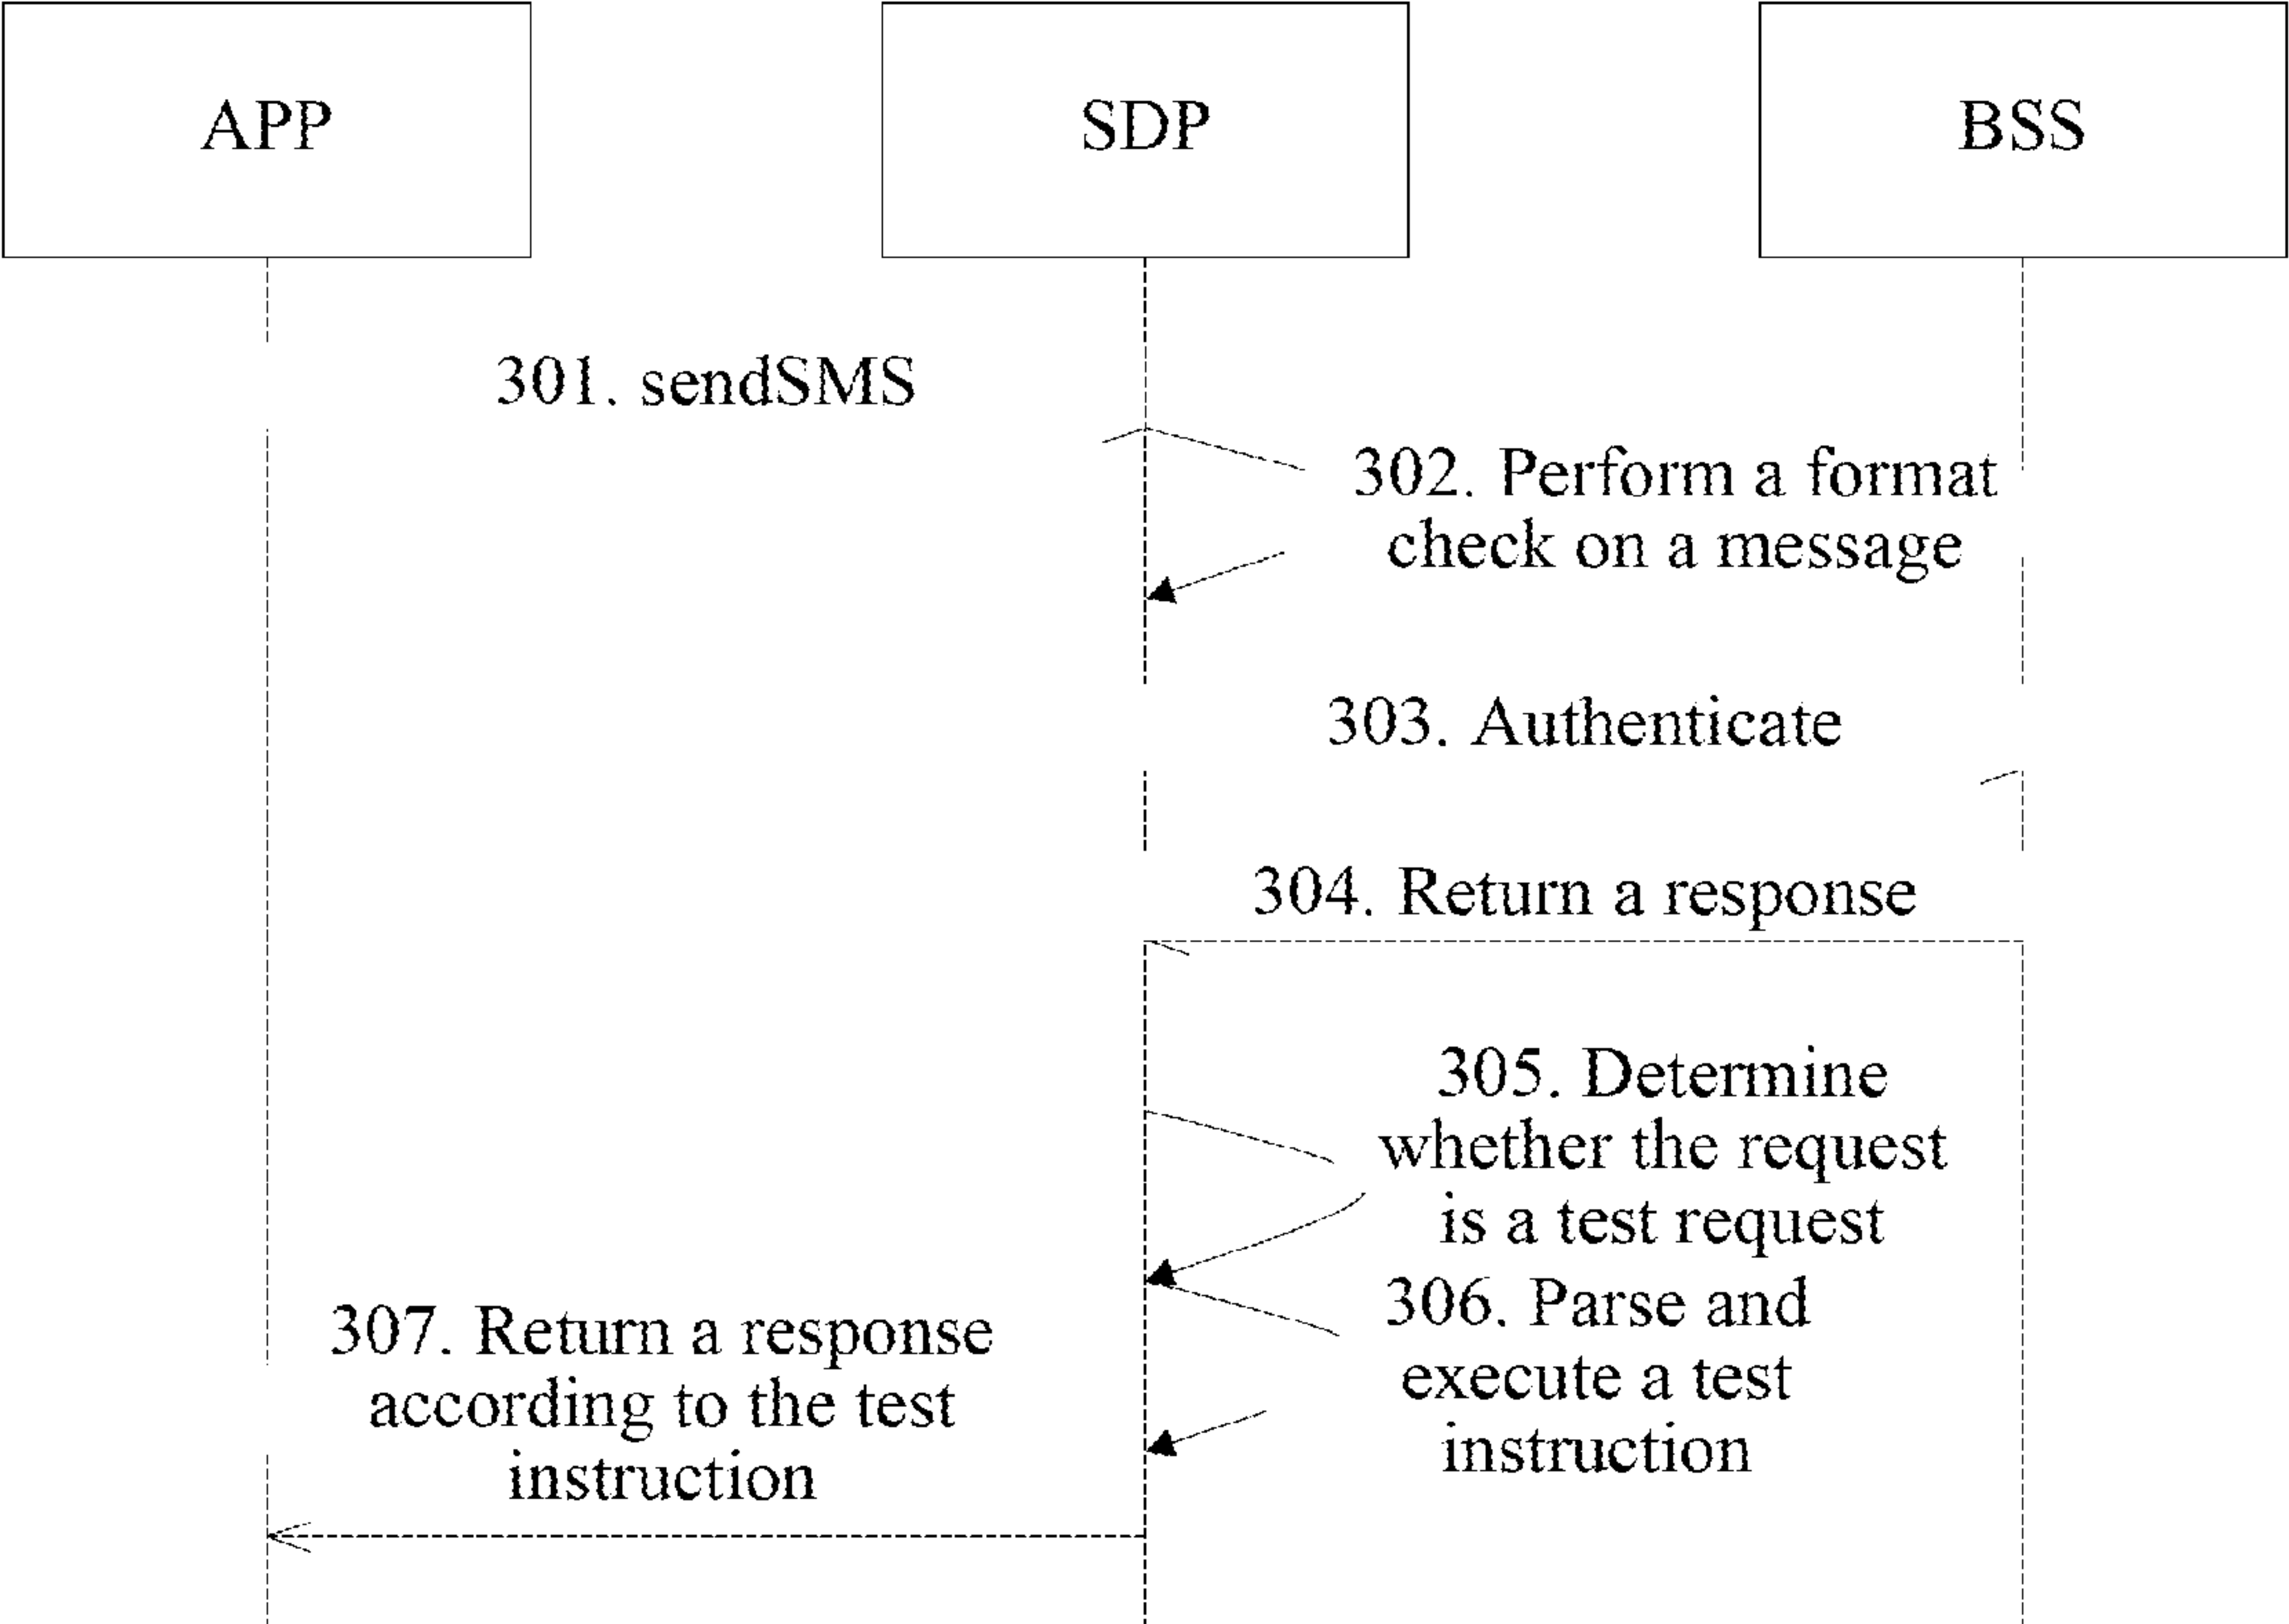 APP
SDP
BSS
301. sendSMS
302. Perform a format
check on a message
303. Authenticate
304. Return a response
305. Determine
whether the request
is a test request
306. Parse and
execute a test
instruction
307. Return a response
according to the test
instruction